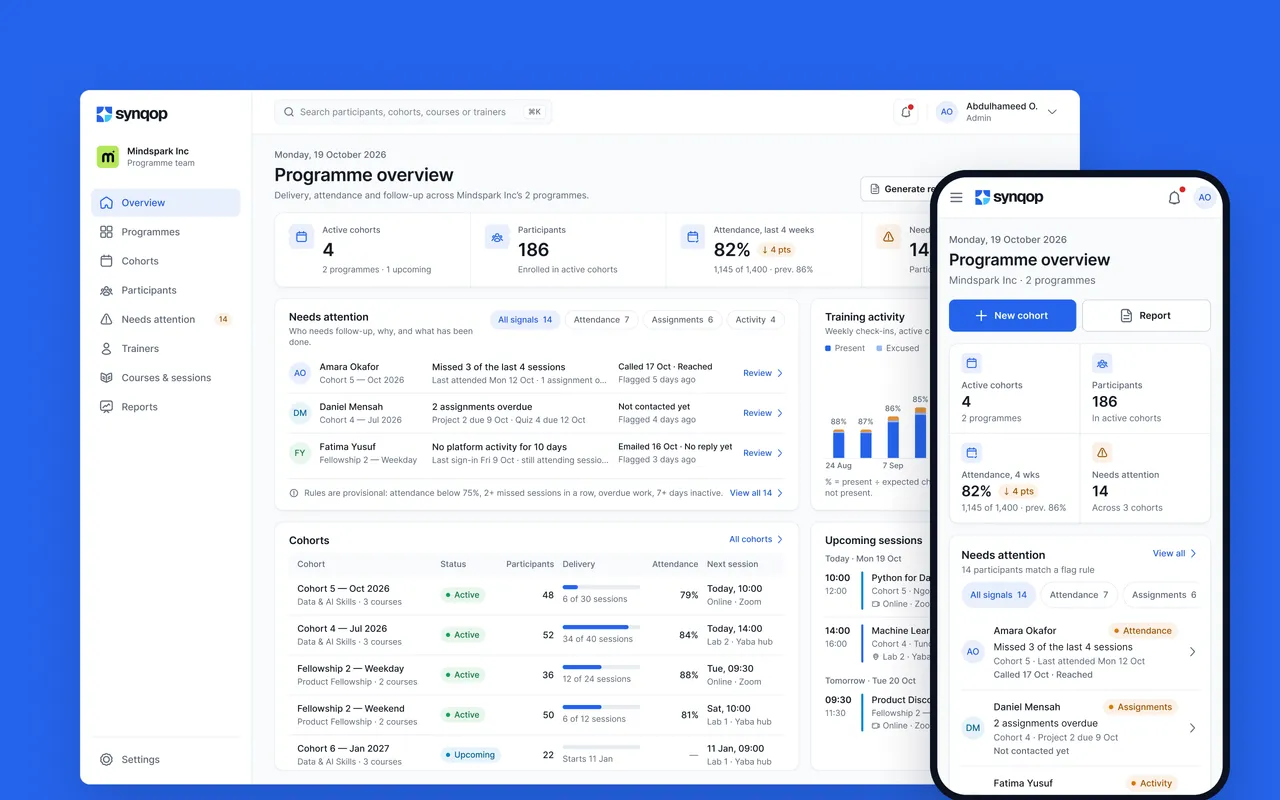 synqop
Mindspark Inc
Programme team
Overview
Programmes
Cohorts
Participants
Needs attention 14
Trainers
Courses & sessions
Reports
Settings
Search participants, cohorts, courses or trainers ⌘K
AO
Abdulhameed O.
Admin
Monday, 19 October 2026
Programme overview
Delivery, attendance and follow-up across Mindspark Inc's 2 programmes.
Generate re
Active cohorts
4
2 programmes · 1 upcoming
Participants
186
Enrolled in active cohorts
Attendance, last 4 weeks
82% ↓ 4 pts
1,145 of 1,400 · prev. 86%
Need
14
Partic
Needs attention
Who needs follow-up, why, and what has been
done.
All signals 14
Attendance 7
Assignments 6
Activity 4
AO
Amara Okafor
Cohort 5 — Oct 2026
Missed 3 of the last 4 sessions
Last attended Mon 12 Oct · 1 assignment o...
Called 17 Oct · Reached
Flagged 5 days ago
Review
DM
Daniel Mensah
Cohort 4 — Jul 2026
2 assignments overdue
Project 2 due 9 Oct · Quiz 4 due 12 Oct
Not contacted yet
Flagged 4 days ago
Review
FY
Fatima Yusuf
Fellowship 2 — Weekday
No platform activity for 10 days
Last sign-in Fri 9 Oct · still attending sessio...
Emailed 16 Oct · No reply yet
Flagged 3 days ago
Review
Rules are provisional: attendance below 75%, 2+ missed sessions in a row, overdue work, 7+ days inactive.
View all 14
Training activity
Weekly check-ins, active c
Present
Excused
88%
87%
86%
85%
24 Aug
7 Sep
% = present ÷ expected ch
not present.
Cohorts
All cohorts
Cohort Status Participants Delivery Attendance Next session
Cohort 5 — Oct 2026
Data & AI Skills · 3 courses
Active
48
6 of 30 sessions
79%
Today, 10:00
Online · Zoom
Cohort 4 — Jul 2026
Data & AI Skills · 3 courses
Active
52
34 of 40 sessions
84%
Today, 14:00
Lab 2 · Yaba hub
Fellowship 2 — Weekday
Product Fellowship · 2 courses
Active
36
12 of 24 sessions
88%
Tue, 09:30
Online · Zoom
Fellowship 2 — Weekend
Product Fellowship · 2 courses
Active
50
6 of 12 sessions
81%
Sat, 10:00
Lab 1 · Yaba hub
Cohort 6 — Jan 2027
Data & AI Skills · 3 courses
Upcoming
22
Starts 11 Jan
—
11 Jan, 09:00
Lab 1 · Yaba hub
Upcoming sessions
Today · Mon 19 Oct
10:00
12:00
Python for Da
Cohort 5 · Ngo
Online · Zoo
14:00
16:00
Machine Lear
Cohort 4 · Tund
Lab 2 · Yaba
Tomorrow · Tue 20 Oct
09:30
11:30
Product Disco
Fellowship 2 —
Online · Zoo
synqop
AO
Monday, 19 October 2026
Programme overview
Mindspark Inc · 2 programmes
New cohort
Report
Active cohorts
4
2 programmes
Participants
186
In active cohorts
Attendance, 4 wks
82% ↓ 4 pts
1,145 of 1,400 · prev. 86%
Needs attention
14
Across 3 cohorts
Needs attention
View all
14 participants match a flag rule
All signals 14
Attendance 7
Assignments 6
AO
Amara Okafor
Attendance
Missed 3 of the last 4 sessions
Cohort 5 · Last attended Mon 12 Oct
Called 17 Oct · Reached
DM
Daniel Mensah
Assignments
2 assignments overdue
Cohort 4 · Project 2 due 9 Oct
Not contacted yet
Fatima Yusuf
Activity